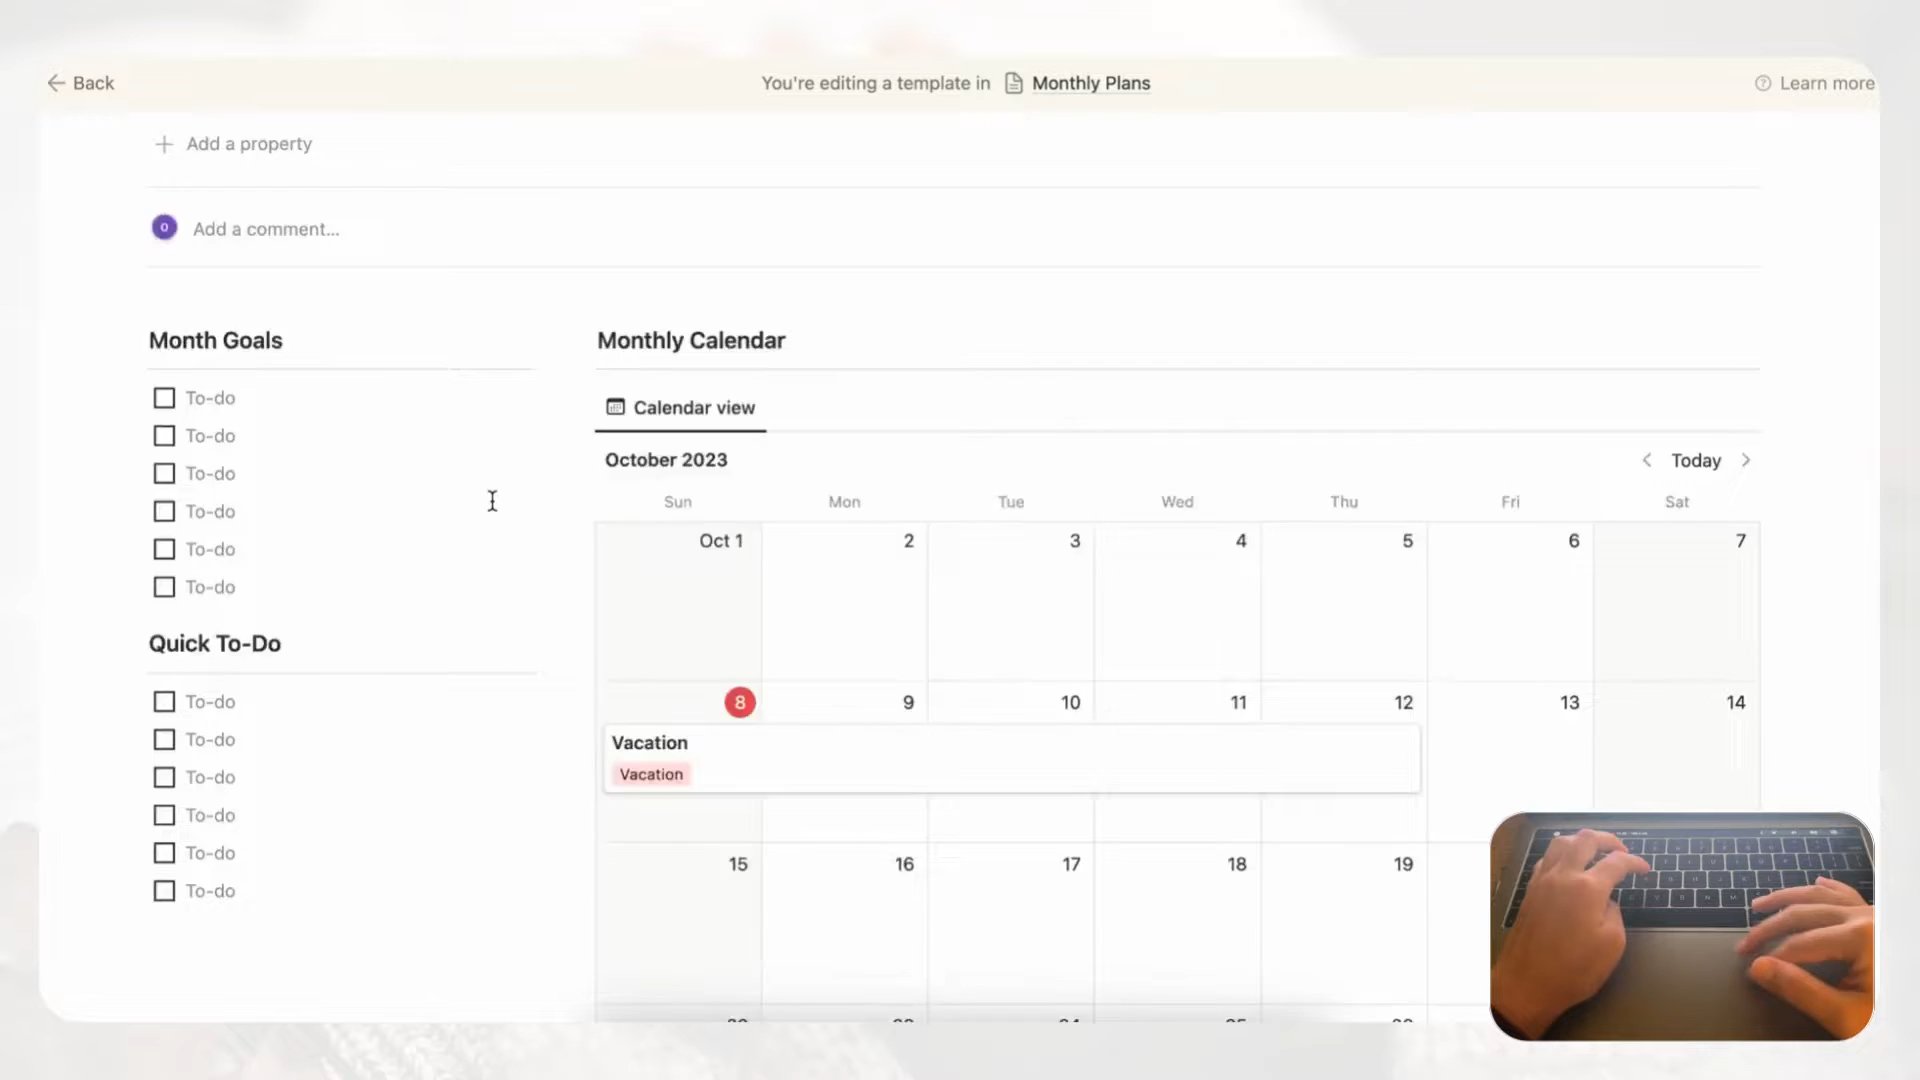 Back
You're editing a template in Monthly Plans
Learn more
Add a property
O
Add a comment...
Month Goals
To-do
To-do
To-do
To-do
To-do
To-do
Quick To-Do
To-do
To-do
To-do
To-do
To-do
To-do
Monthly Calendar
Calendar view
October 2023
Today
Sun Mon Tue Wed Thu Fri Sat
Oct 1 2 3 4 5 6 7
8 9 10 11 12 13 14
Vacation
Vacation
15 16 17 18 19